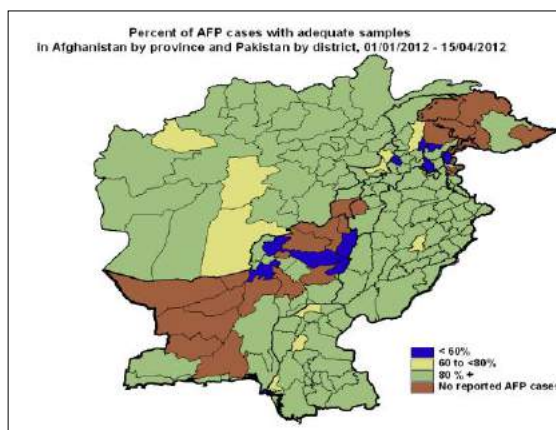 Percent of AFP cases with adequate samples
in Afghanistan by province and Pakistan by district, 01/01/2012 - 15/04/2012
< 60%
60 to <80%
80 % +
No reported AFP cases